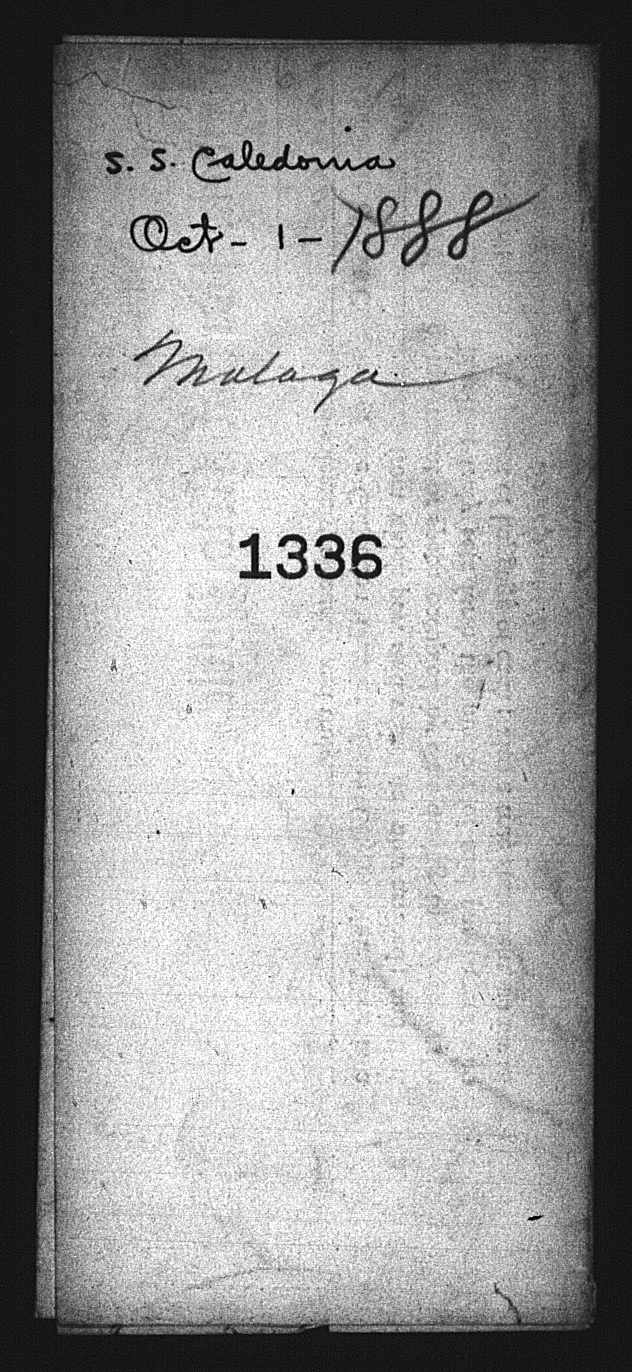 S. S. Caledonia
Oct - 1 - 1888
Malaga
1336